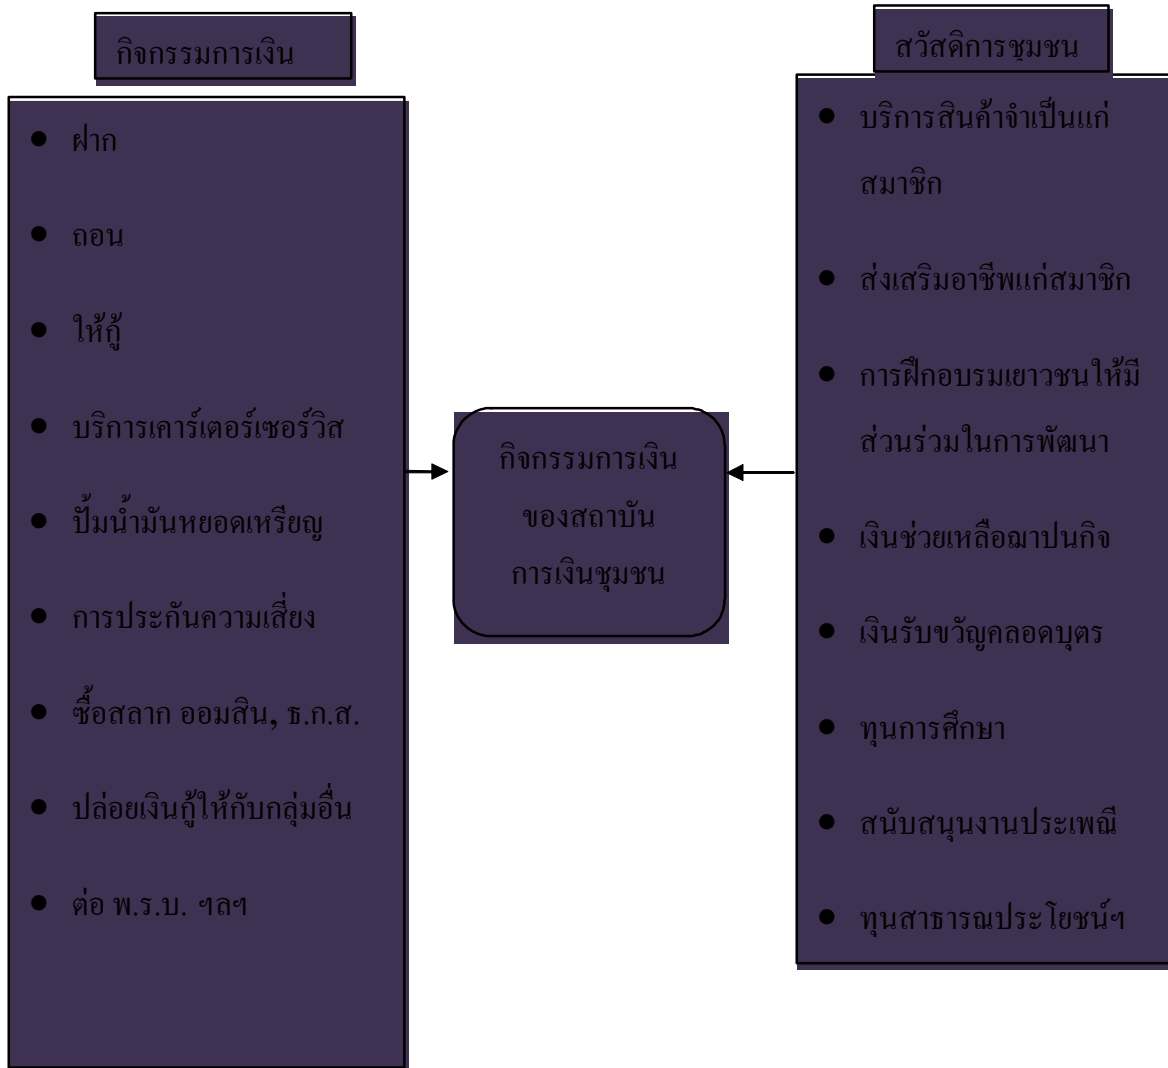 กิจกรรมการเงิน
ฝาก
ถอน
ให้กู้
บริการเคาร์เตอร์เซอร์วิส
ปั้มน้ำมันหยอดเหรียญ
การประกันความเสี่ยง
ซื้อสลาก ออมสิน, ธ.ก.ส.
ปล่อยเงินกู้ให้กับกลุ่มอื่น
ต่อ พ.ร.บ. ฯลฯ
กิจกรรมการเงิน
ของสถาบัน
การเงินชุมชน
สวัสดิการชุมชน
บริการสินค้าจำเป็นแก่
สมาชิก
ส่งเสริมอาชีพแก่สมาชิก
การฝึกอบรมเยาวชนให้มี
ส่วนร่วมในการพัฒนา
เงินช่วยเหลือฌาปนกิจ
เงินรับขวัญคลอดบุตร
ทุนการศึกษา
สนับสนุนงานประเพณี
ทุนสาธารณประโยชน์ฯ